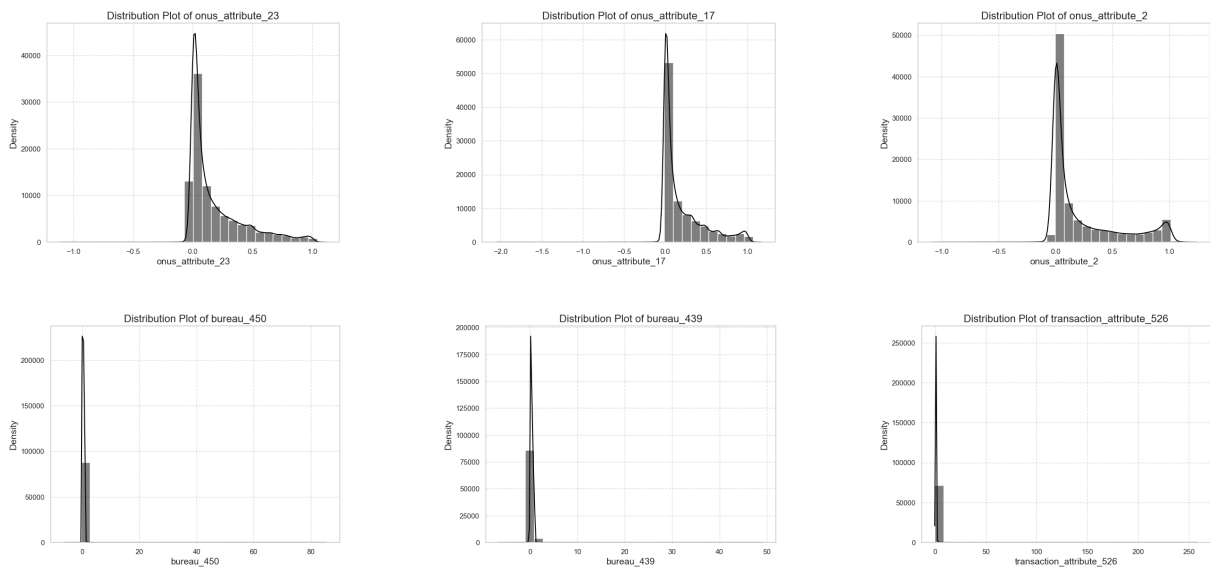 Distribution Plot of onus_attribute_23
Density
40000
30000
20000
10000
0
-1.0 -0.5 0.0 0.5 1.0
onus_attribute_23
Distribution Plot of onus_attribute_17
Density
60000
50000
40000
30000
20000
10000
0
-2.0 -1.5 -1.0 -0.5 0.0 0.5 1.0
onus_attribute_17
Distribution Plot of onus_attribute_2
Density
50000
40000
30000
20000
10000
0
-1.0 -0.5 0.0 0.5 1.0
onus_attribute_2
Distribution Plot of bureau_450
Density
200000
150000
100000
50000
0
0 20 40 60 80
bureau_450
Distribution Plot of bureau_439
Density
200000
175000
150000
125000
100000
75000
50000
25000
0
0 10 20 30 40 50
bureau_439
Distribution Plot of transaction_attribute_526
Density
250000
200000
150000
100000
50000
0
0 50 100 150 200 250
transaction_attribute_526